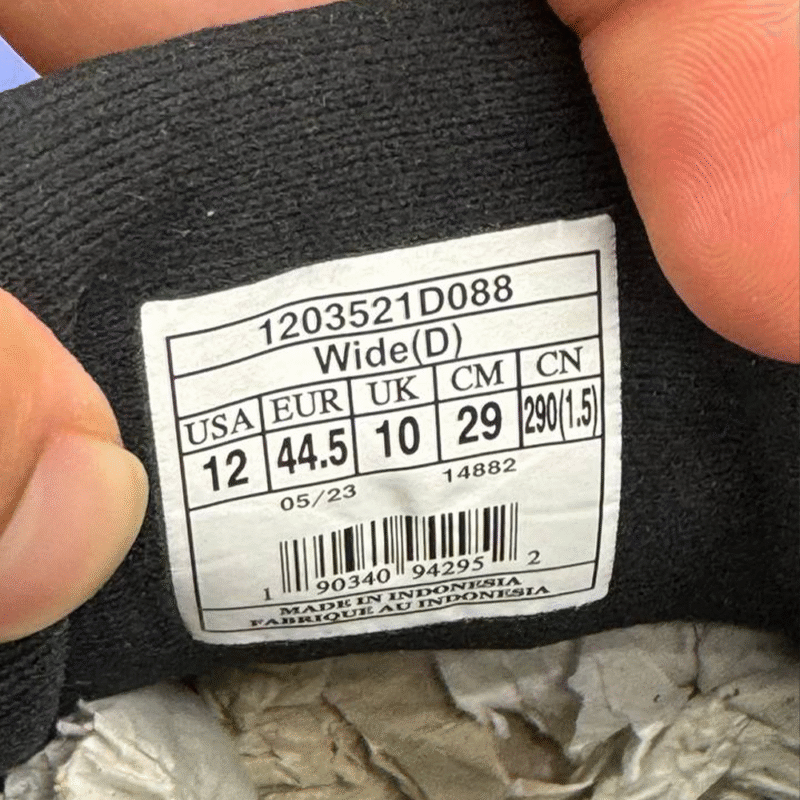 1203521D088
Wide(D)
USA EUR UK CM CN
12 44.5 10 29 290(1.5)
05/23 14882
1 90340 94295 2
MADE IN INDONESIA
FABRIQUE AU INDONESIA